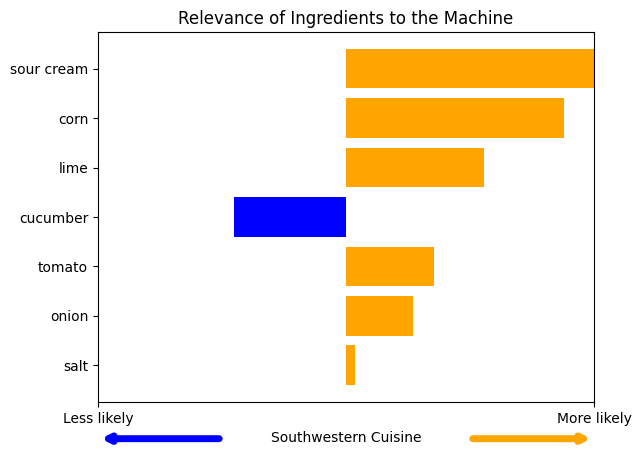 Relevance of Ingredients to the Machine
sour cream
corn
lime
cucumber
tomato
onion
salt
Less likely
More likely
Southwestern Cuisine